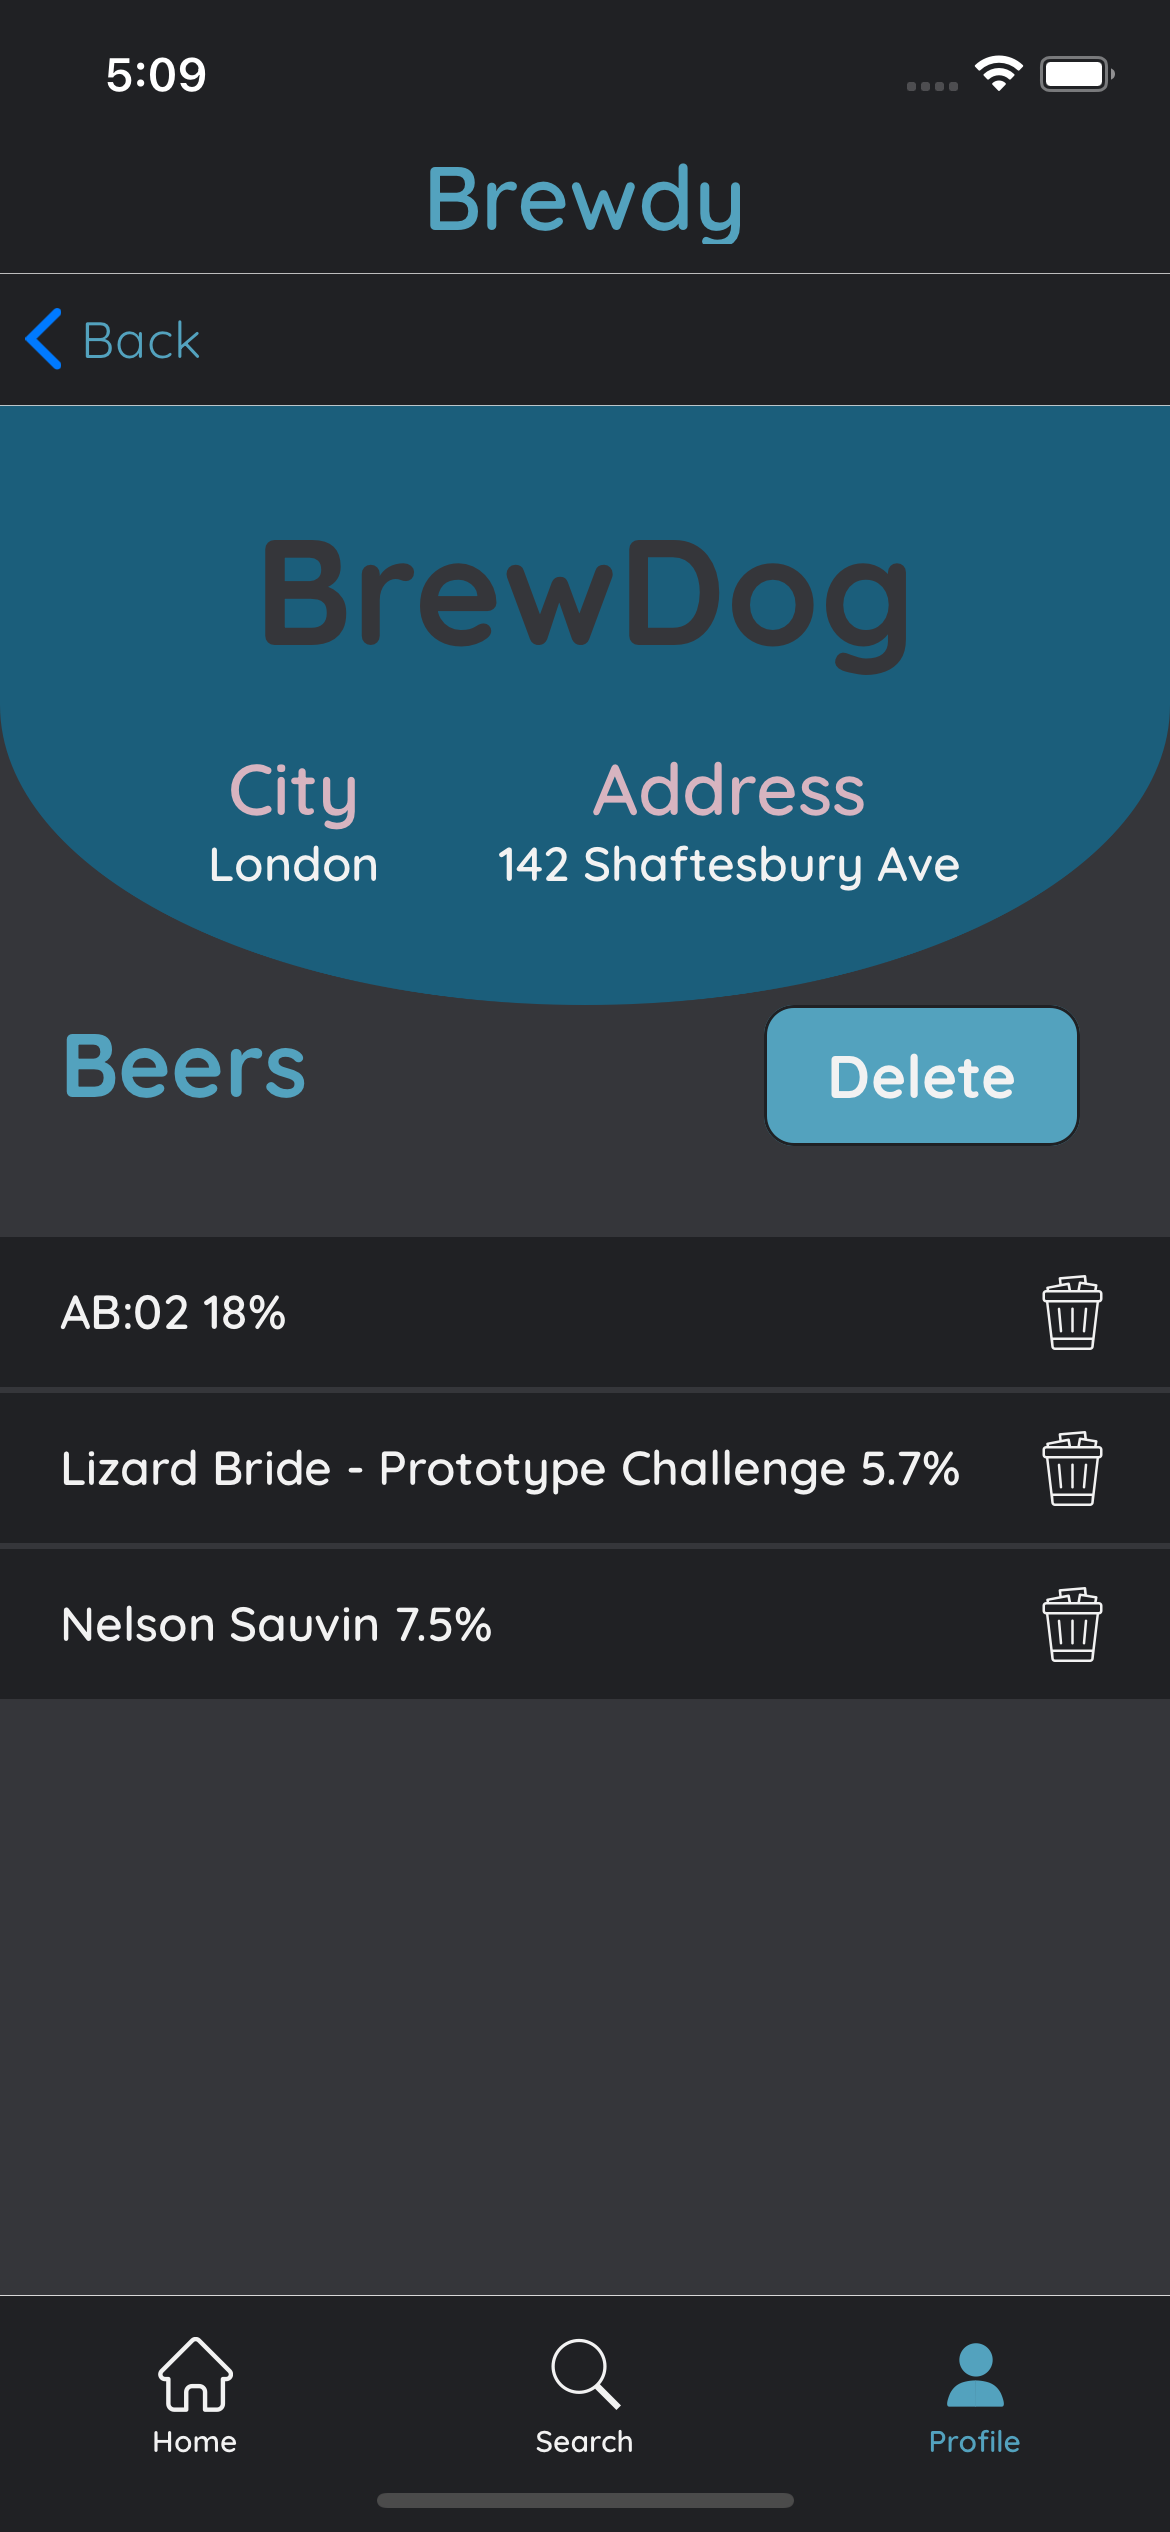 5:09
Brewdy
Back
BrewDog
City Address
London 142 Shaftesbury Ave
Beers
Delete
AB:02 18%
Lizard Bride - Prototype Challenge 5.7%
Nelson Sauvin 7.5%
Home Search Profile